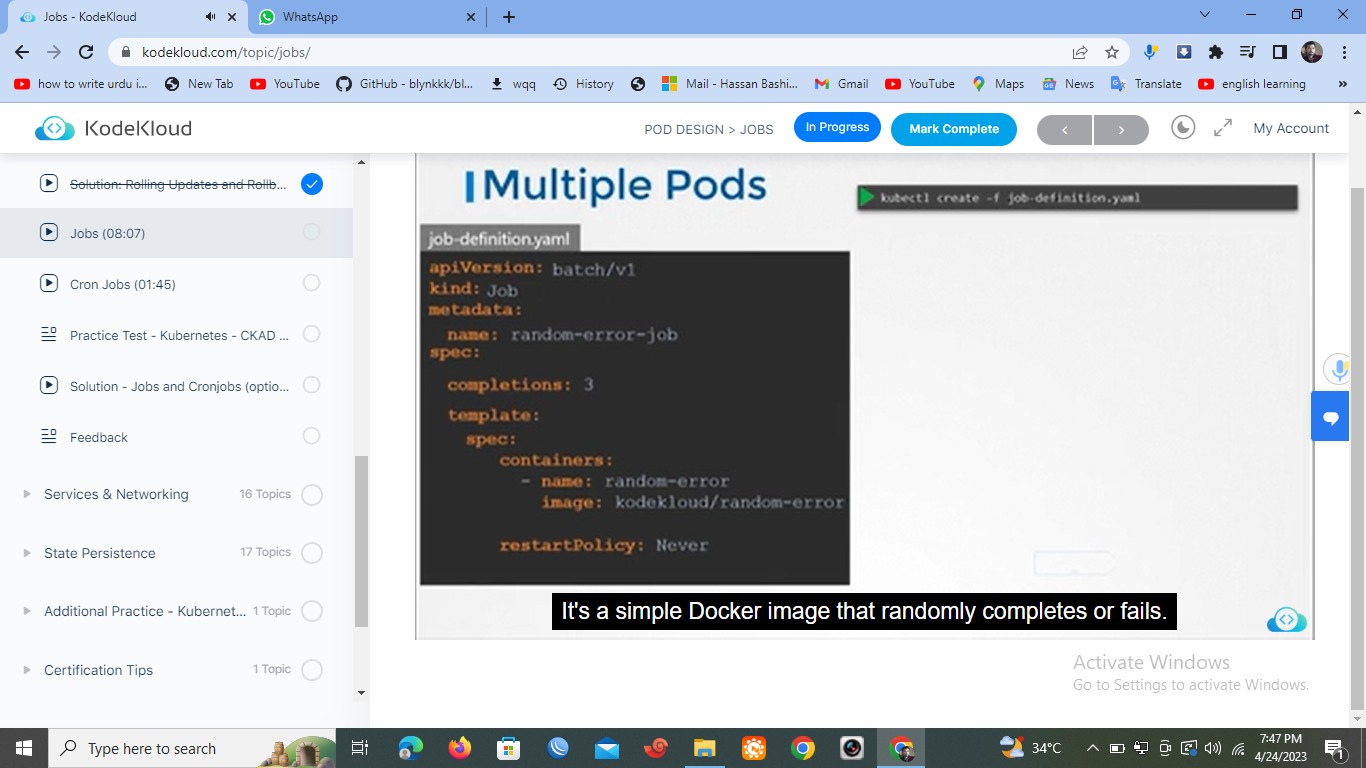 Jobs - KodeKloud
WhatsApp
kodekloud.com/topic/jobs/
how to write urdu i...
New Tab
YouTube
GitHub - blynkkk/bl...
wqq
History
Mail - Hassan Bashi...
Gmail
YouTube
Maps
News
Translate
english learning
»
KodeKloud
POD DESIGN > JOBS
In Progress
Mark Complete
My Account
Solution: Rolling Updates and Rollb...
Jobs (08:07)
Cron Jobs (01:45)
Practice Test - Kubernetes - CKAD ...
Solution - Jobs and Cronjobs (optio...
Feedback
Services & Networking 16 Topics
State Persistence 17 Topics
Additional Practice - Kubernet... 1 Topic
Certification Tips 1 Topic
Multiple Pods
kubectl create -f job-definition.yaml
job-definition.yaml
apiVersion: batch/v1
kind: Job
metadata:
name: random-error-job
spec:
completions: 3
template:
spec:
containers:
- name: random-error
image: kodekloud/random-error
restartPolicy: Never
It's a simple Docker image that randomly completes or fails.
Activate Windows
Go to Settings to activate Windows.
Type here to search
34°C
7:47 PM
4/24/2023
1